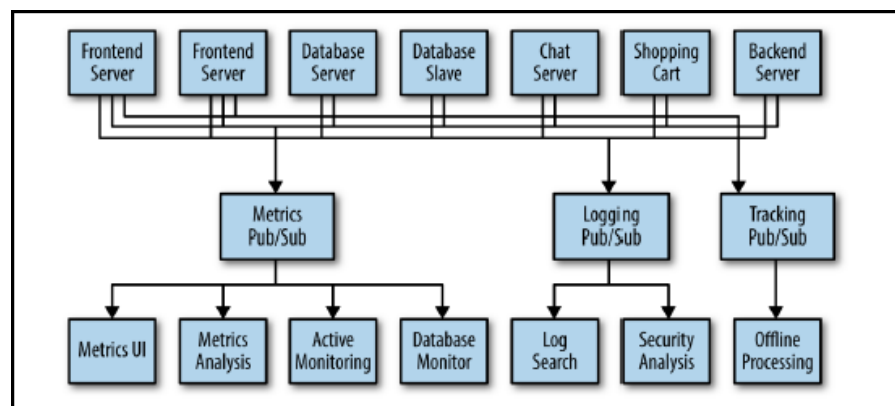 Frontend
Server
Frontend
Server
Database
Server
Database
Slave
Chat
Server
Shopping
Cart
Backend
Server
Metrics
Pub/Sub
Logging
Pub/Sub
Tracking
Pub/Sub
Metrics UI
Metrics
Analysis
Active
Monitoring
Database
Monitor
Log
Search
Security
Analysis
Offline
Processing